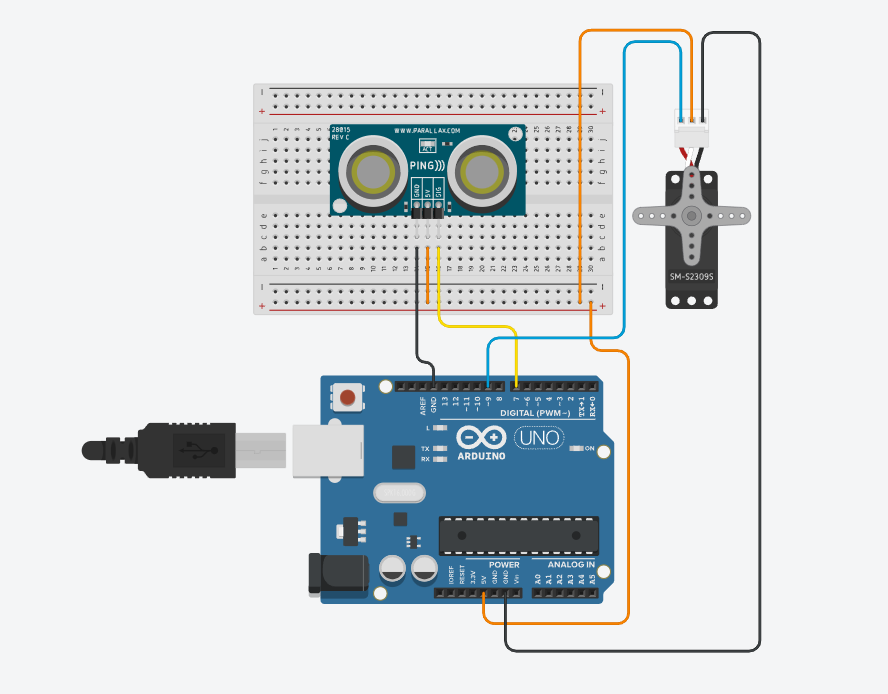 28015
REV C
WWW.PARALLAX.COM
ACT
PING)))
GND
5V
SIG
SM-S2309S
AREF
GND
13
12
~11
~10
~9
8
7
~6
~5
4
~3
2
TX→1
RX←0
DIGITAL (PWM~)
L
TX
RX
ARDUINO
UNO
ON
IOREF
RESET
3.3V
5V
GND
GND
Vin
POWER
ANALOG IN
A0
A1
A2
A3
A4
A5